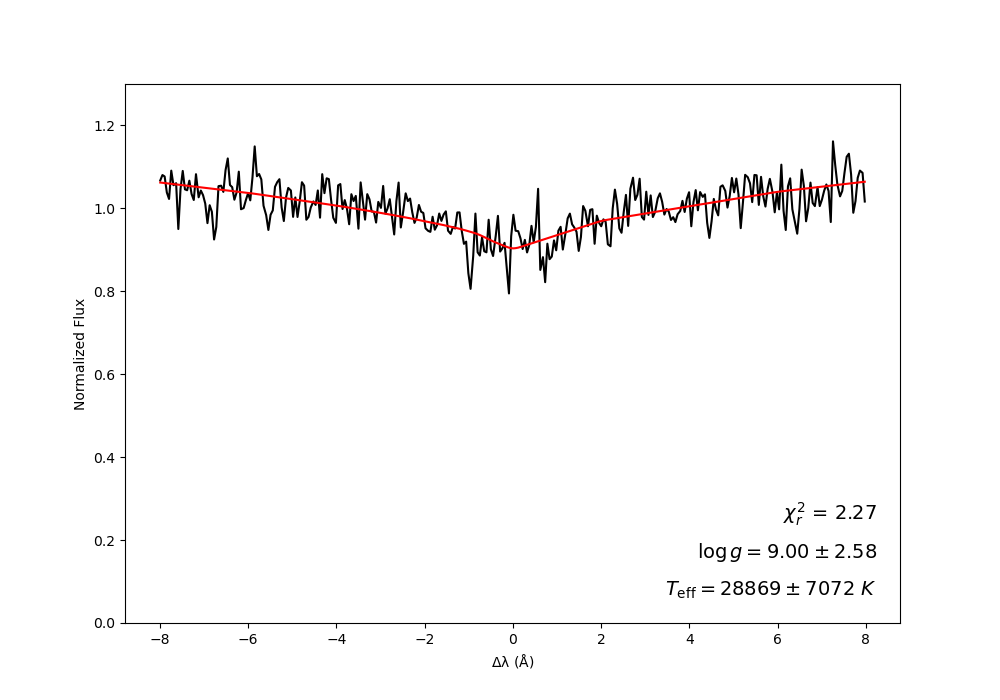 1.2
1.0
0.8
0.6
0.4
0.2
0.0
Normalized Flux
χ²ᵣ = 2.27
log g = 9.00 ± 2.58
T_eff = 28869 ± 7072 K
−8 −6 −4 −2 0 2 4 6 8
Δλ (Å)